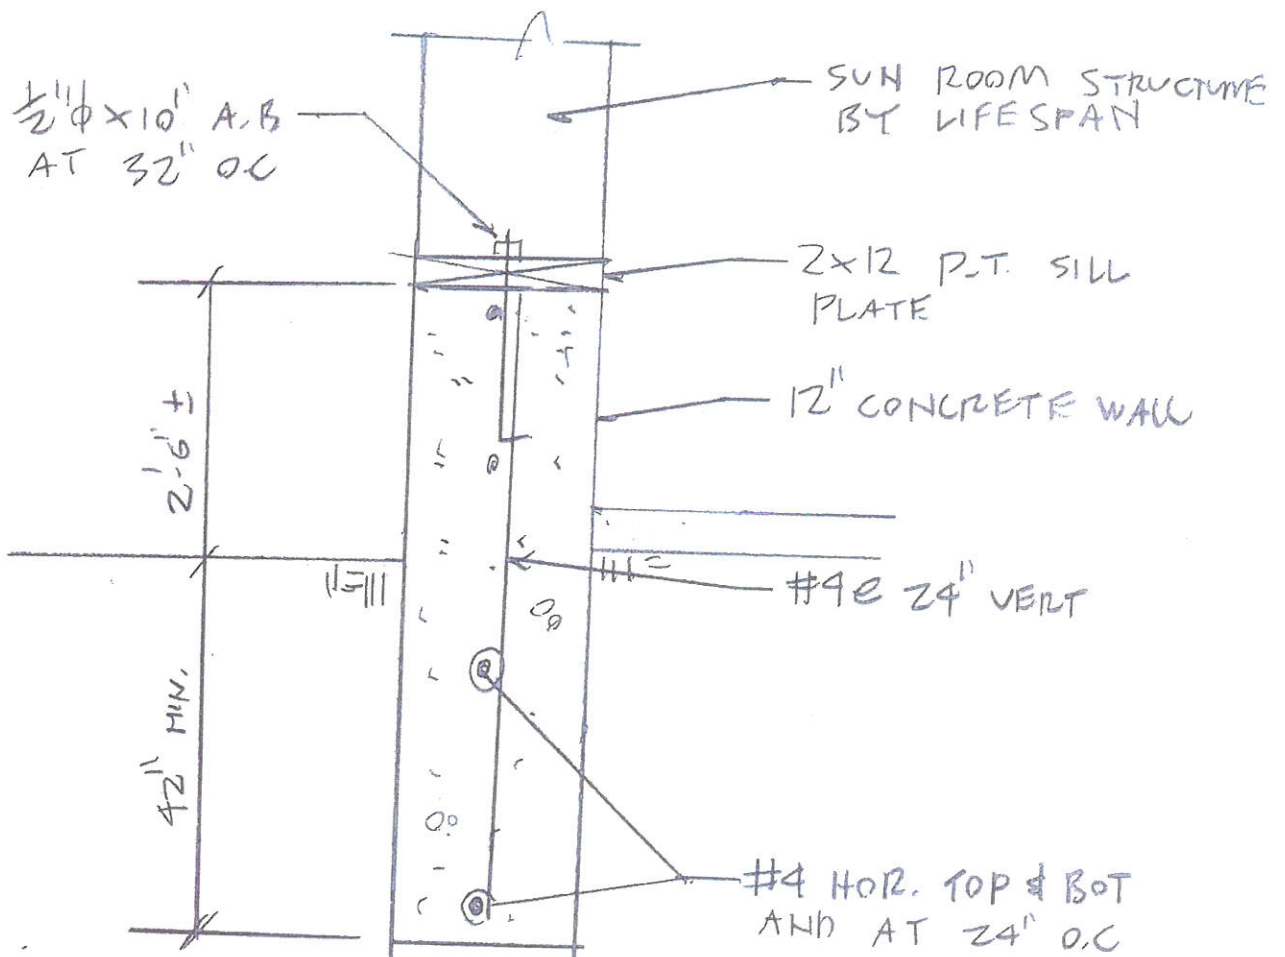 SUN ROOM STRUCTURE
BY LIFESPAN
1/2"ϕ x 10" A.B
AT 32" O.C
2x12 P.T. SILL
PLATE
12" CONCRETE WALL
2'-6" ±
#4@ 24" VERT
42" MIN.
#4 HOR. TOP & BOT
AND AT 24" O.C